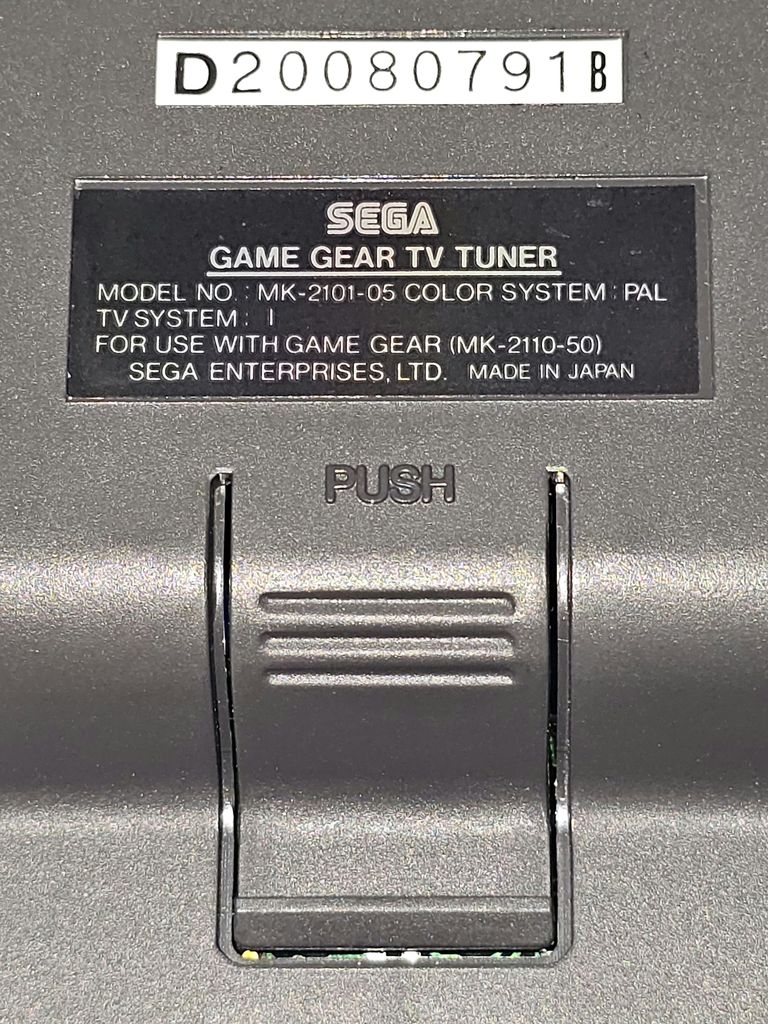 D20080791B
SEGA
GAME GEAR TV TUNER
MODEL NO.: MK-2101-05 COLOR SYSTEM: PAL
TV SYSTEM: I
FOR USE WITH GAME GEAR (MK-2110-50)
SEGA ENTERPRISES, LTD. MADE IN JAPAN
PUSH